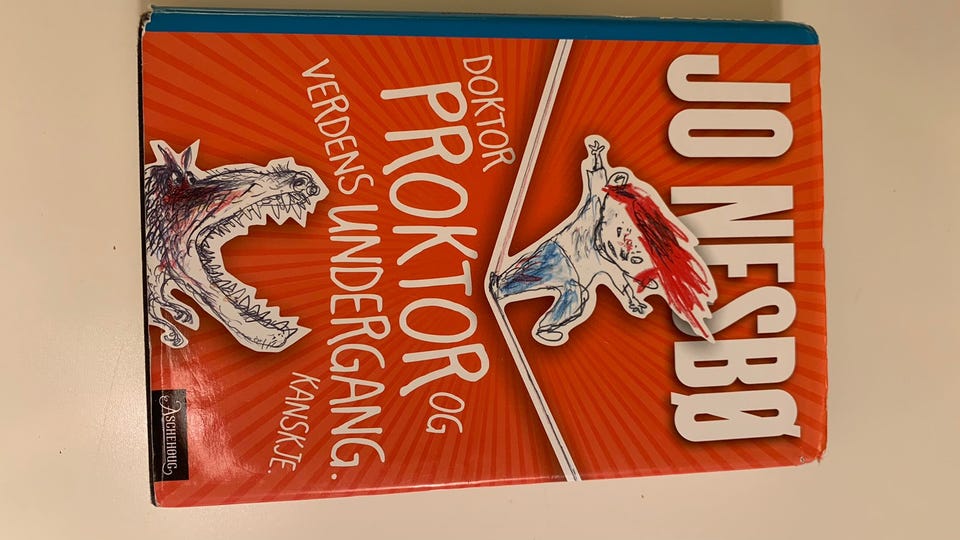 JO NESBØ
DOKTOR
PROKTOR OG
VERDENS UNDERGANG.
KANSKJE.
ASCHEHOUG